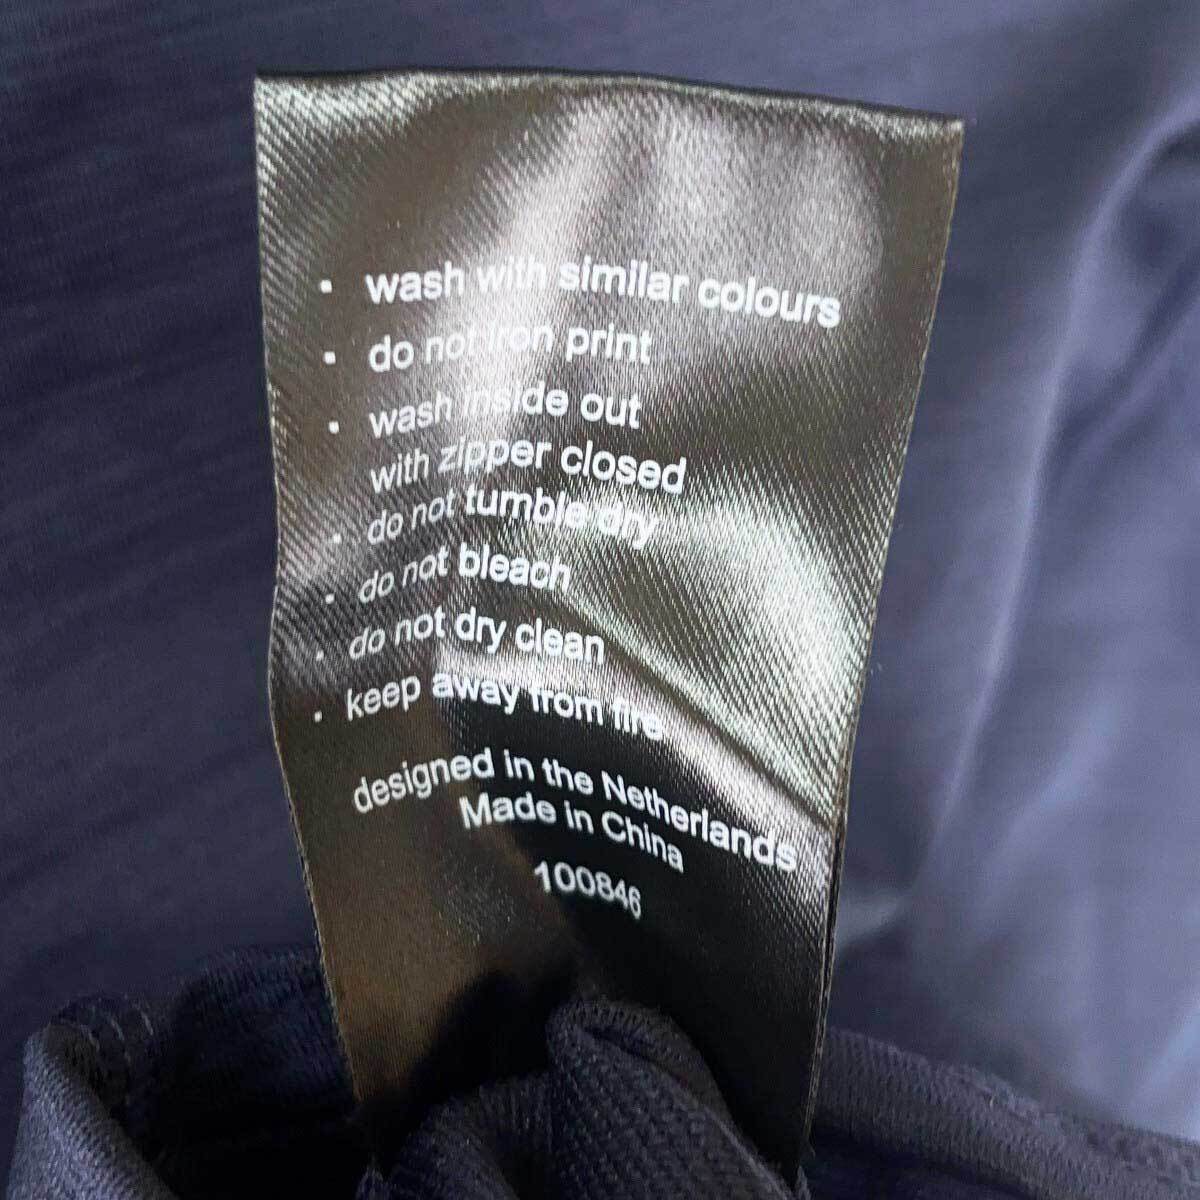 · wash with similar colours
· do not iron print
· wash inside out
with zipper closed
· do not tumble dry
· do not bleach
· do not dry clean
· keep away from fire
designed in the Netherlands
Made in China
100846